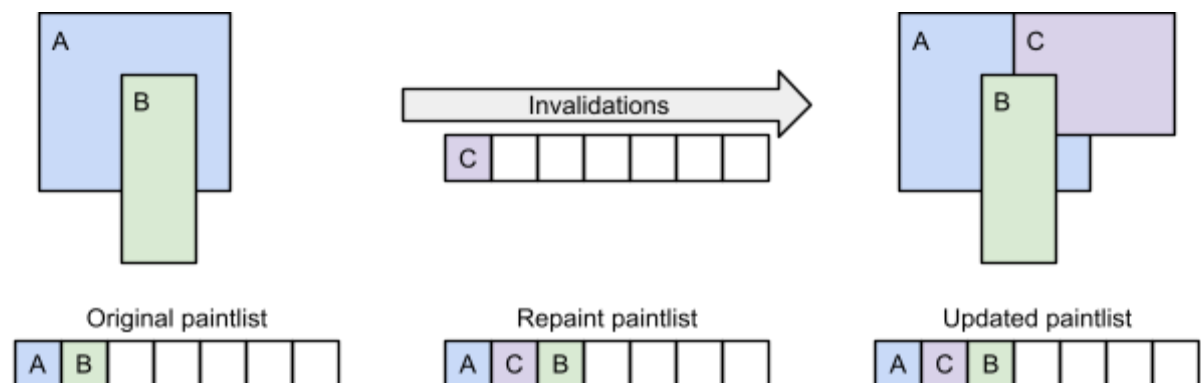 A
B
Invalidations
C
A
C
B
Original paintlist
A B
Repaint paintlist
A C B
Updated paintlist
A C B